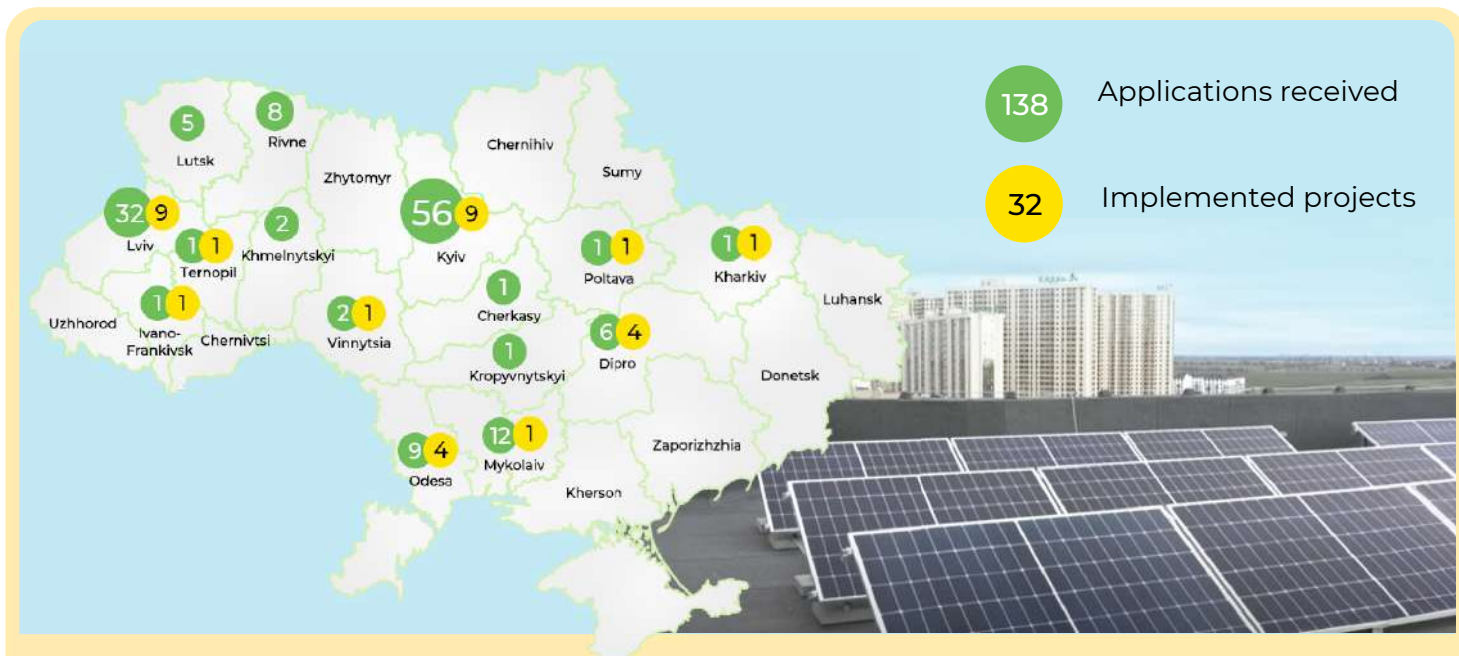 138 Applications received
32 Implemented projects
5
Lutsk
8
Rivne
Zhytomyr
Chernihiv
Sumy
32 9
Lviv
1 1
Ternopil
2
Khmelnytskyi
56 9
Kyiv
1 1
Poltava
1 1
Kharkiv
Luhansk
Uzhhorod
1 1
Ivano-
Frankivsk
Chernivtsi
2 1
Vinnytsia
1
Cherkasy
1
Kropyvnytskyi
6 4
Dipro
Donetsk
9 4
Odesa
12 1
Mykolaiv
Kherson
Zaporizhzhia